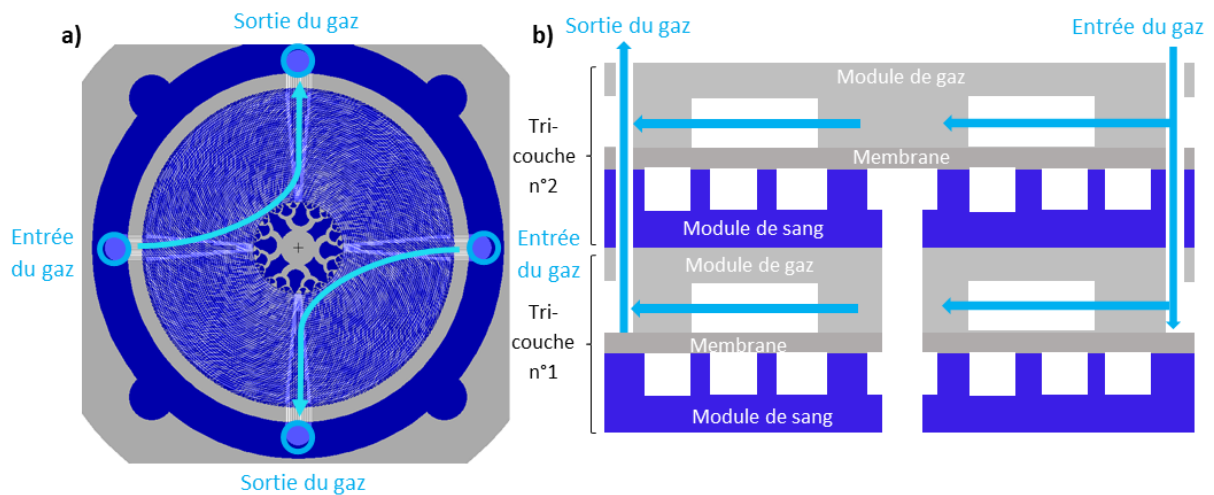 a)
Sortie du gaz
Entrée
du gaz
Entrée
du gaz
Sortie du gaz
b)
Sortie du gaz
Entrée du gaz
Module de gaz
Tri-
couche
n°2
Membrane
Module de sang
Module de gaz
Tri-
couche
n°1
Membrane
Module de sang